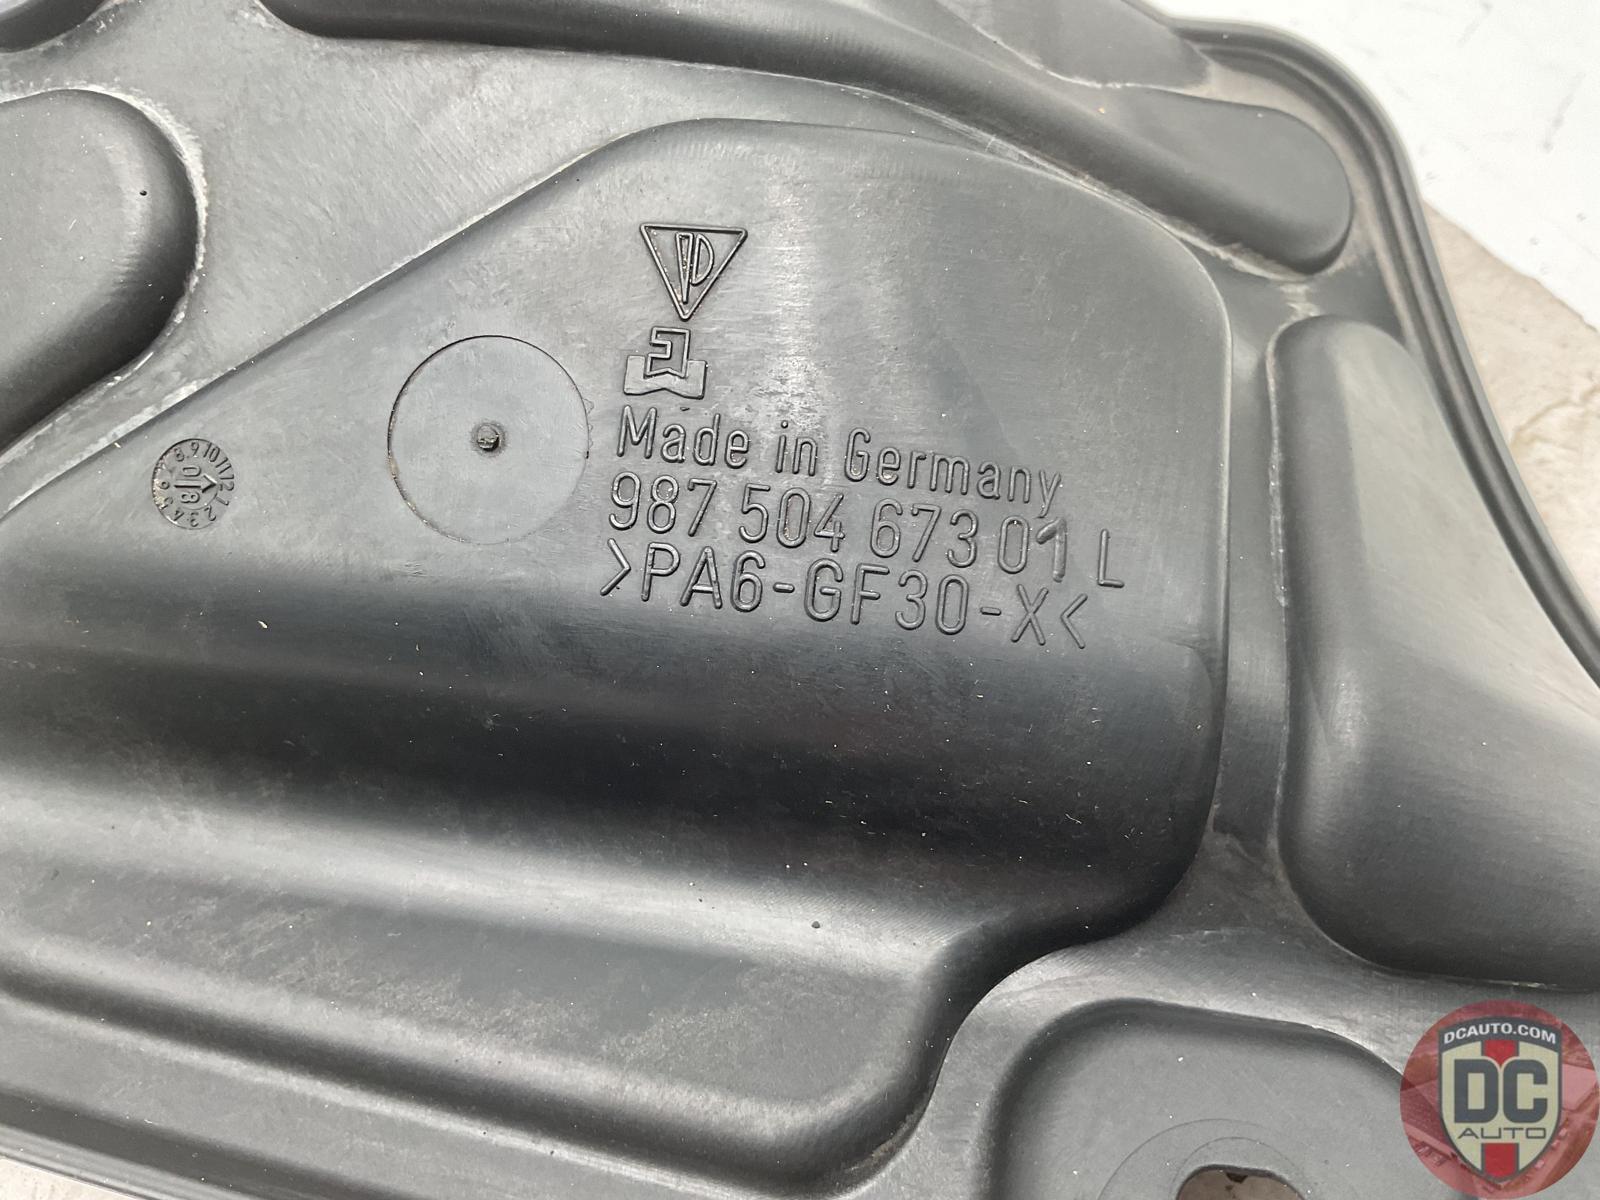 Made in Germany
987 504 673 01 L
>PA6-GF30-X<
DCAUTO.COM
DC
AUTO